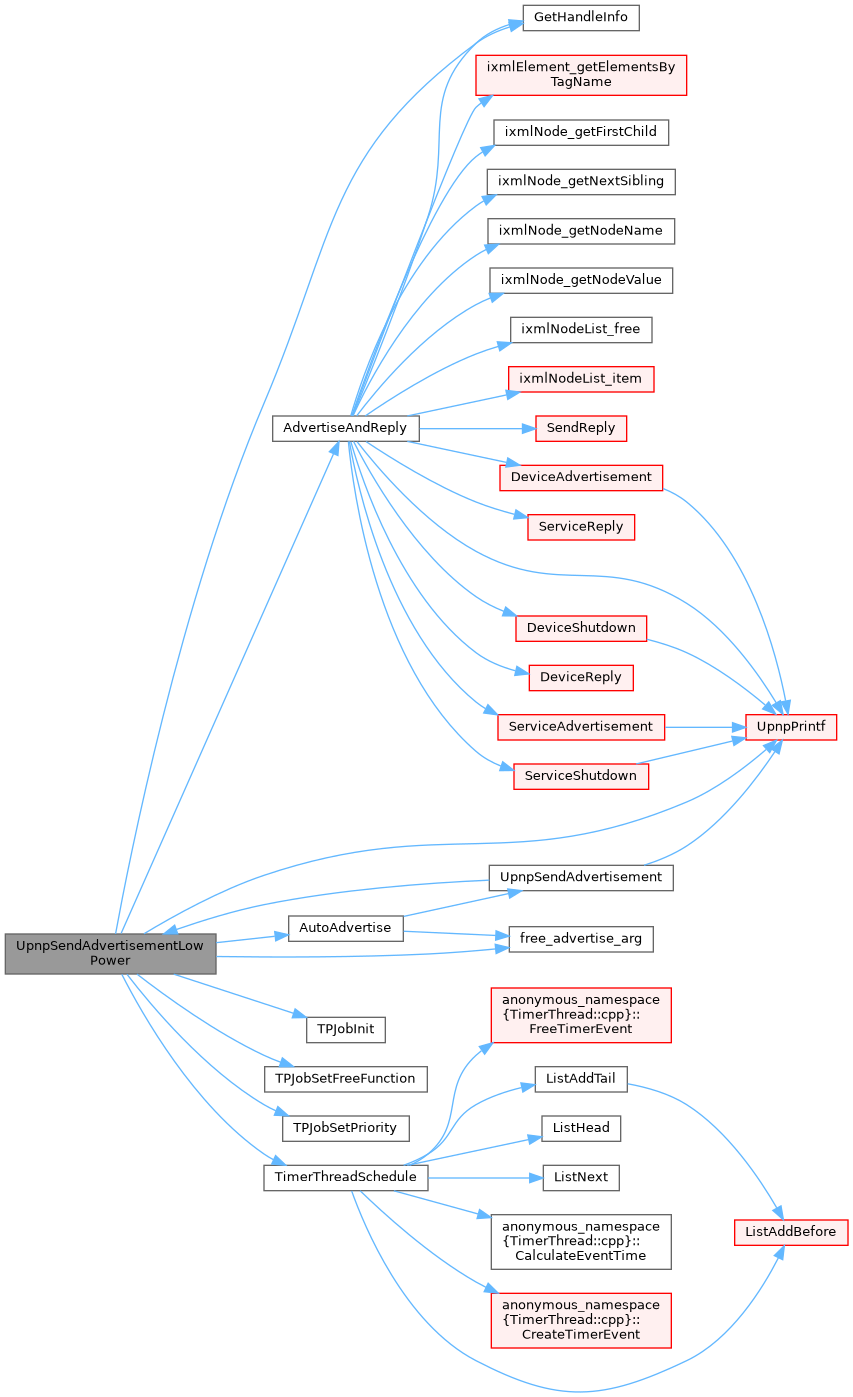 GetHandleInfo
ixmlElement_getElementsBy
TagName
ixmlNode_getFirstChild
ixmlNode_getNextSibling
ixmlNode_getNodeName
ixmlNode_getNodeValue
ixmlNodeList_free
ixmlNodeList_item
AdvertiseAndReply
SendReply
DeviceAdvertisement
ServiceReply
DeviceShutdown
DeviceReply
ServiceAdvertisement
UpnpPrintf
ServiceShutdown
UpnpSendAdvertisement
AutoAdvertise
free_advertise_arg
UpnpSendAdvertisementLow
Power
anonymous_namespace
{TimerThread::cpp}::
FreeTimerEvent
TPJobInit
TPJobSetFreeFunction
ListAddTail
TPJobSetPriority
ListHead
TimerThreadSchedule
ListNext
anonymous_namespace
{TimerThread::cpp}::
CalculateEventTime
ListAddBefore
anonymous_namespace
{TimerThread::cpp}::
CreateTimerEvent